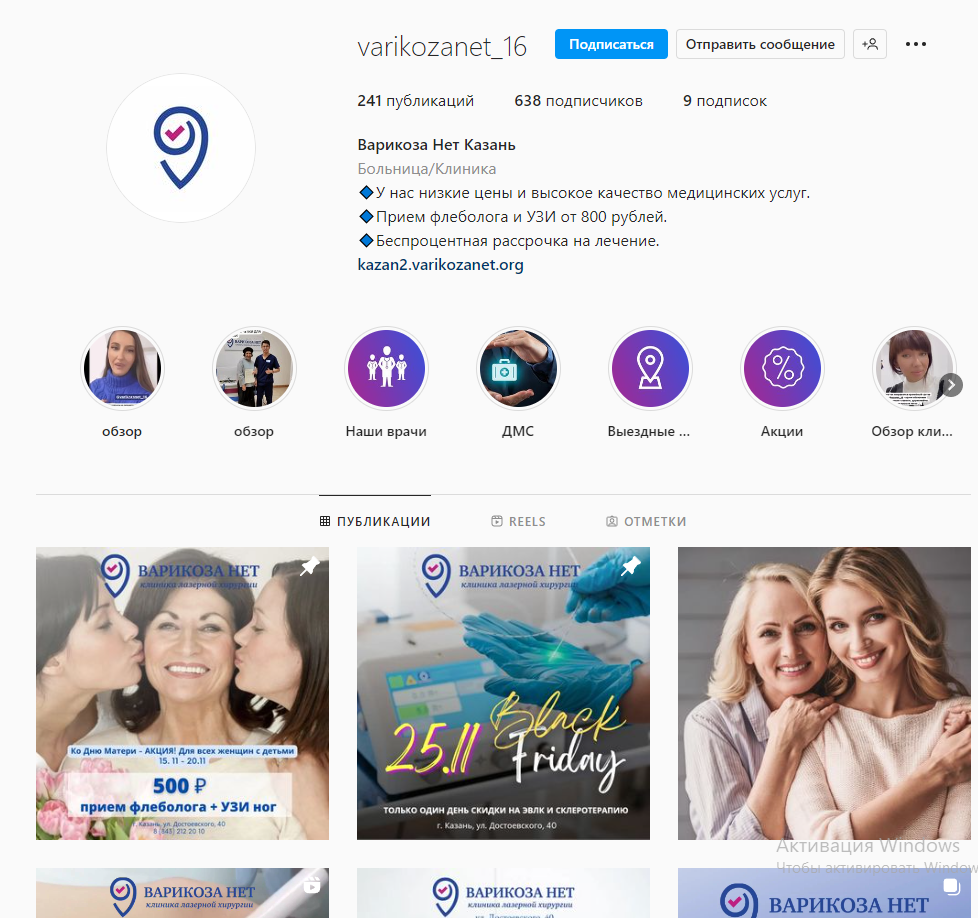 varikozanet_16
Подписаться
Отправить сообщение
241 публикаций
638 подписчиков
9 подписок
Варикоза Нет Казань
Больница/Клиника
У нас низкие цены и высокое качество медицинских услуг.
Прием флеболога и УЗИ от 800 рублей.
Беспроцентная рассрочка на лечение.
kazan2.varikozanet.org
обзор
обзор
Наши врачи
ДМС
Выездные ...
Акции
Обзор кли...
ПУБЛИКАЦИИ
REELS
ОТМЕТКИ
ВАРИКОЗА НЕТ
клиника лазерной хирургии
Ко Дню Матери - АКЦИЯ! Для всех женщин с детьми
15. 11 - 20.11
500 ₽
прием флеболога + УЗИ ног
г. Казань, ул. Достоевского, 40
8 (843) 212 20 10
ВАРИКОЗА НЕТ
клиника лазерной хирургии
25.11
Black
Friday
ТОЛЬКО ОДИН ДЕНЬ СКИДКИ НА ЭВЛК И СКЛЕРОТЕРАПИЮ
г. Казань, ул. Достоевского, 40
Активация Windows
Чтобы активировать Window
ВАРИКОЗА НЕТ
клиника лазерной хирургии
ВАРИКОЗА НЕТ
клиника лазерной хирургии
ул. Достоевского, 40
ВАРИКОЗА НЕТ